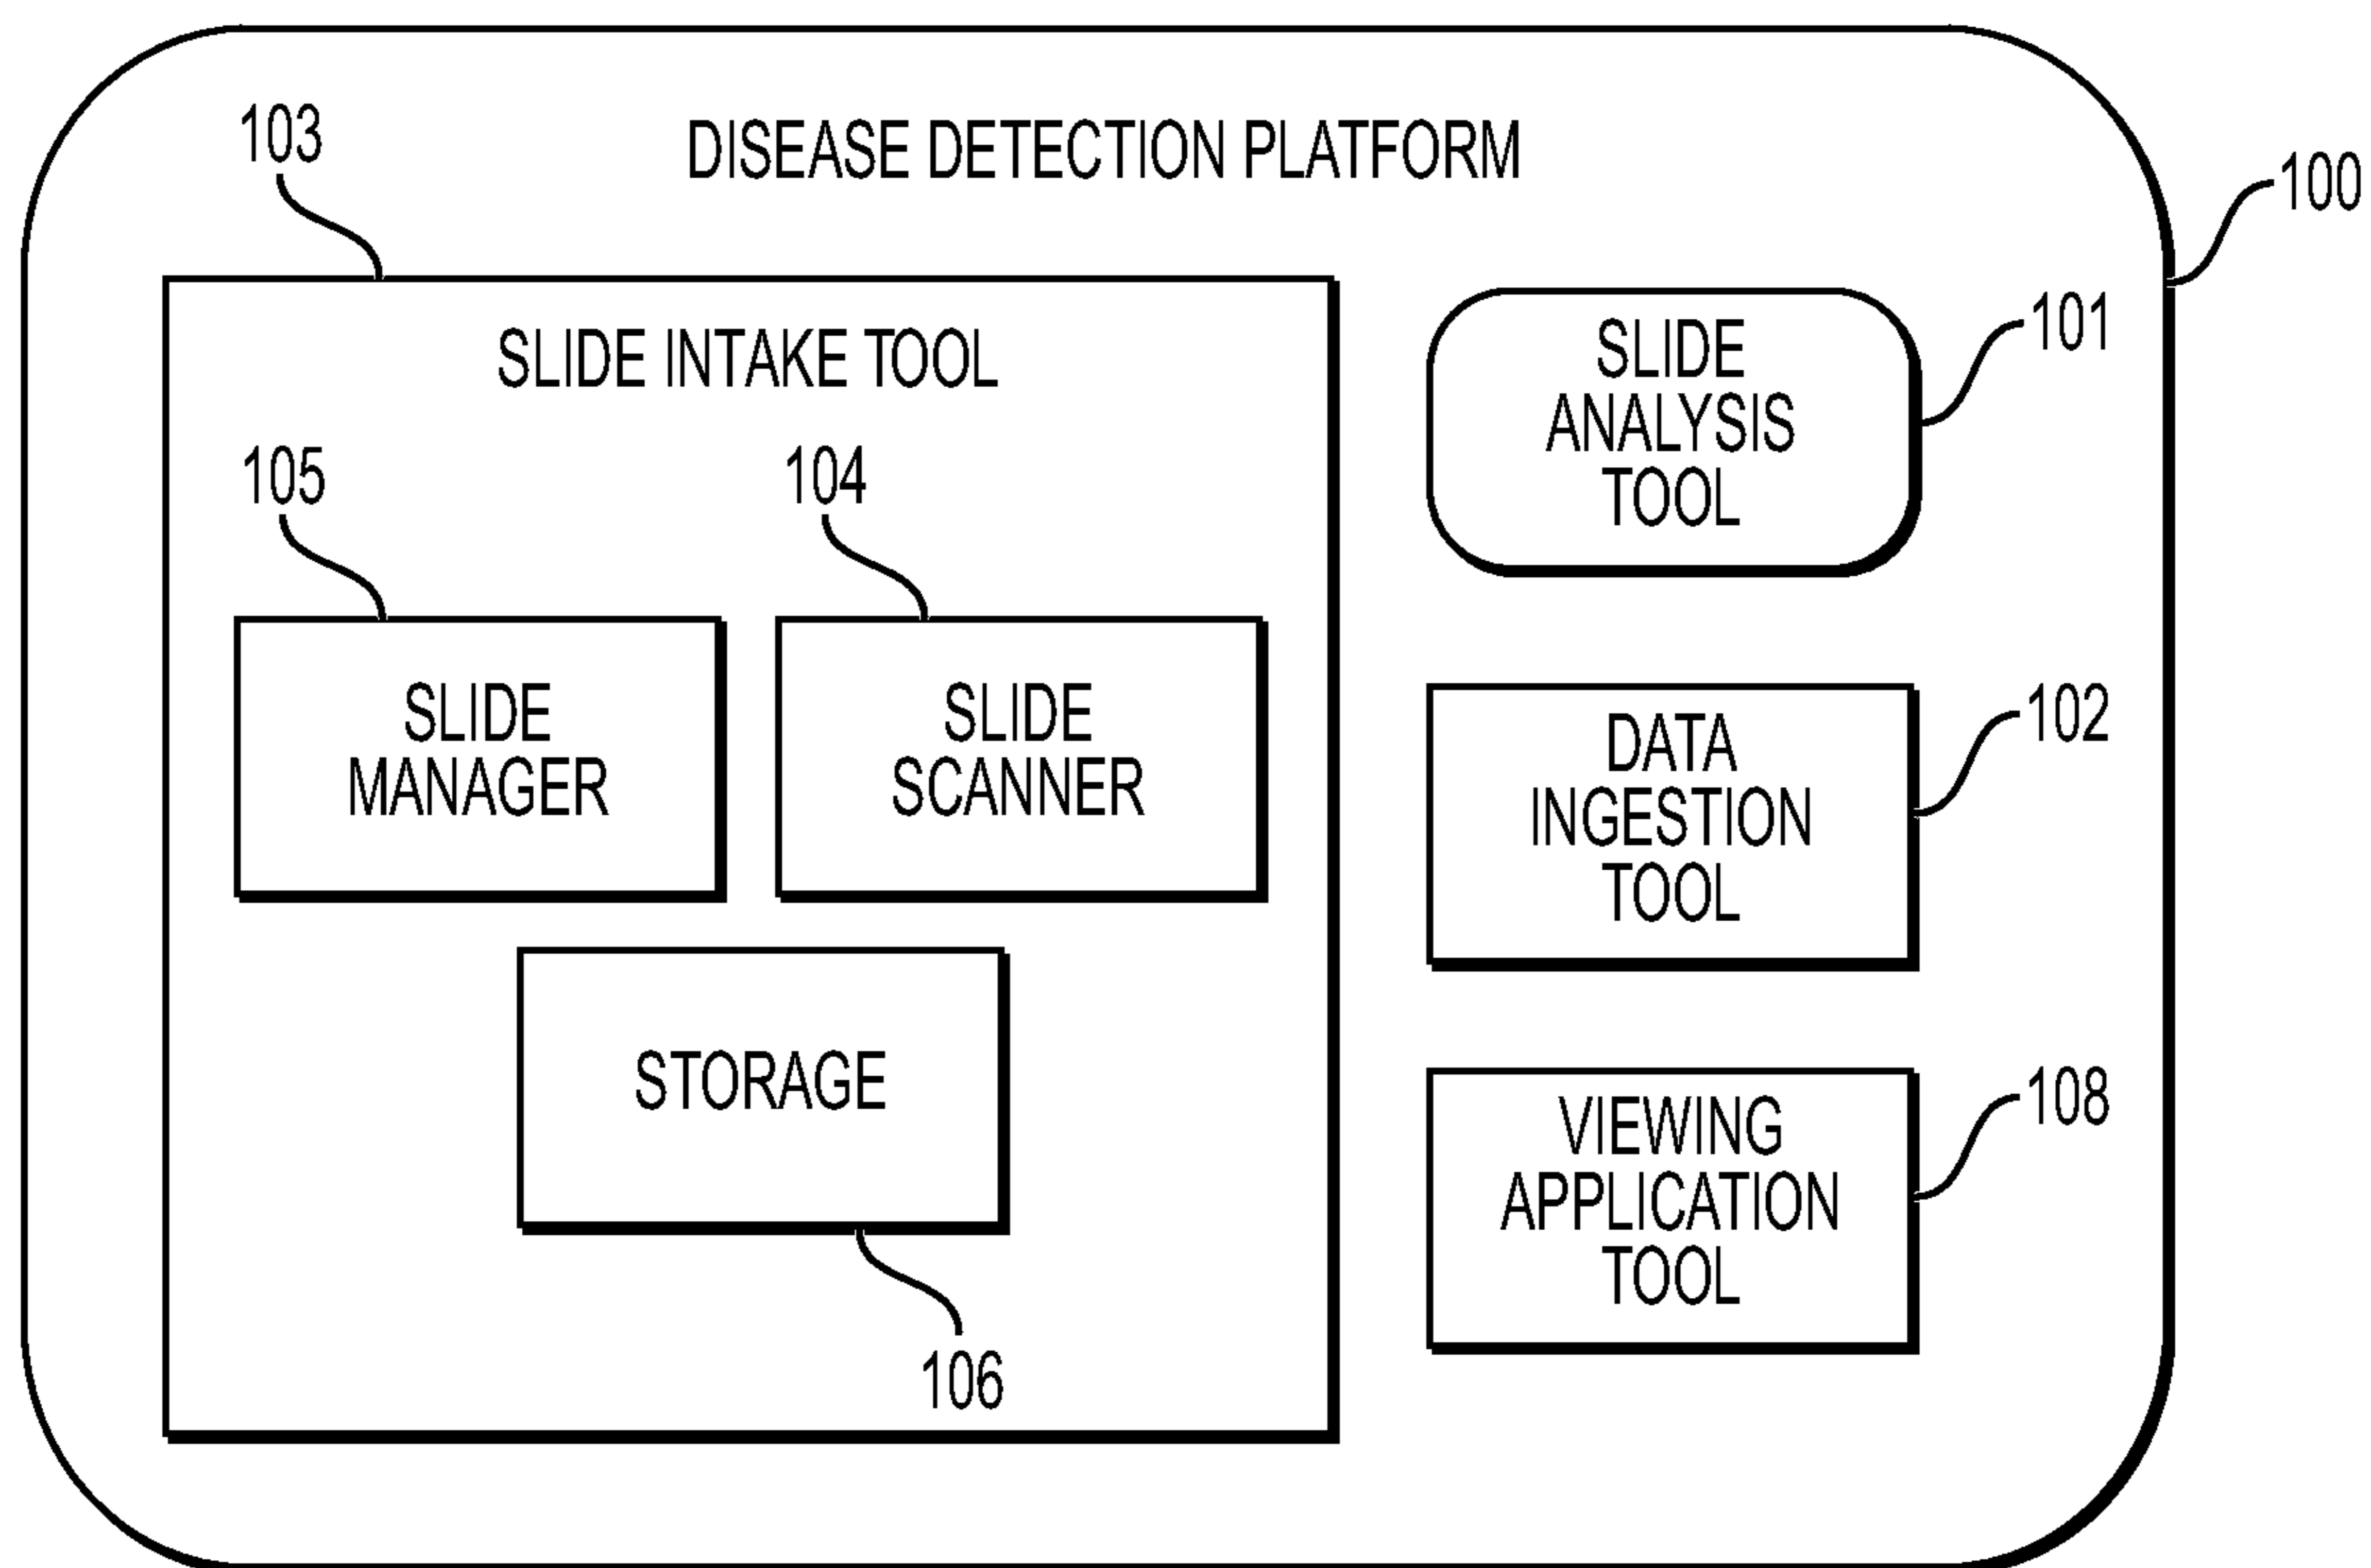 DISEASE DETECTION PLATFORM
100
103
SLIDE INTAKE TOOL
105
104
SLIDE
MANAGER
SLIDE
SCANNER
STORAGE
106
SLIDE
ANALYSIS
TOOL
101
DATA
INGESTION
TOOL
102
VIEWING
APPLICATION
TOOL
108